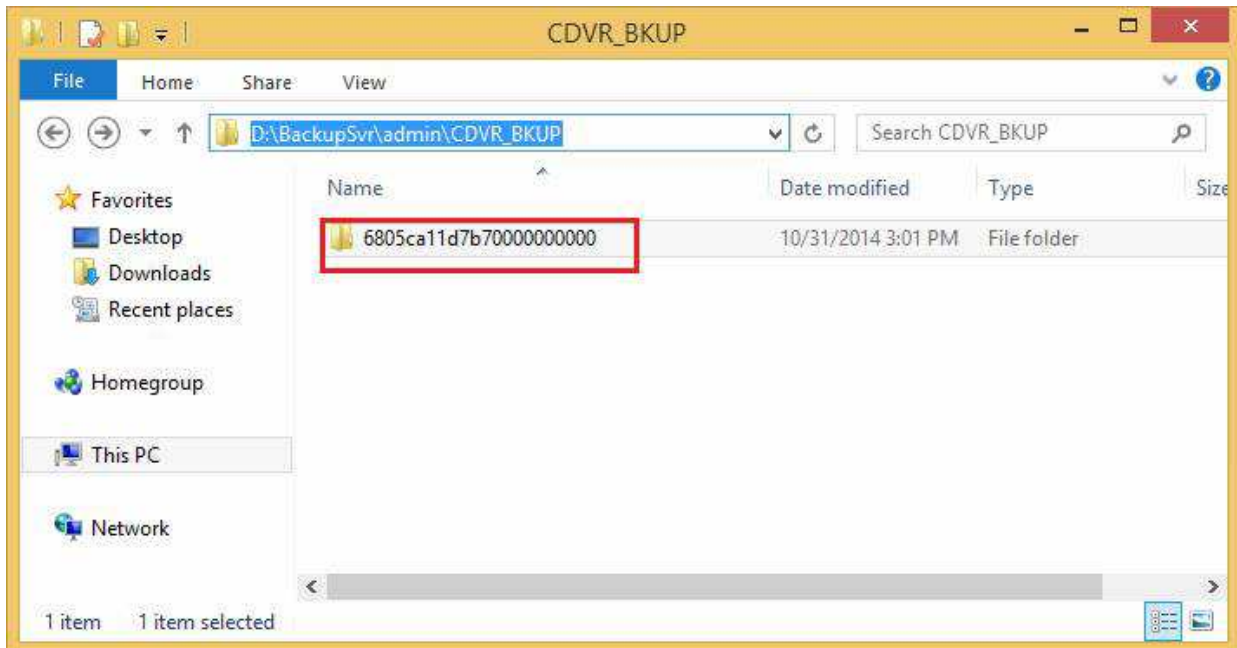 CDVR_BKUP
File Home Share View
D:\BackupSvr\admin\CDVR_BKUP Search CDVR_BKUP
Name Date modified Type Size
6805ca11d7b70000000000 10/31/2014 3:01 PM File folder
Favorites
Desktop
Downloads
Recent places
Homegroup
This PC
Network
1 item 1 item selected